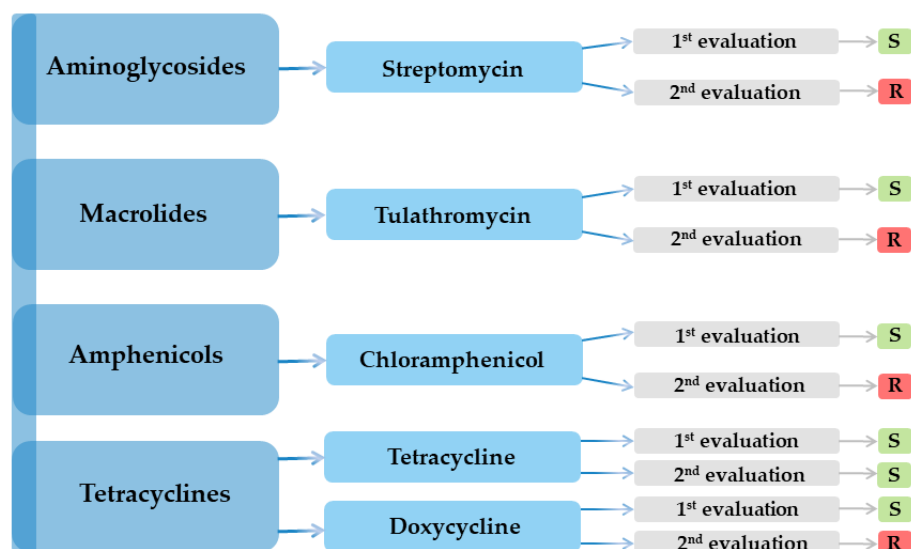 Aminoglycosides
Streptomycin
1st evaluation
S
2nd evaluation
R
Macrolides
Tulathromycin
1st evaluation
S
2nd evaluation
R
Amphenicols
Chloramphenicol
1st evaluation
S
2nd evaluation
R
Tetracyclines
Tetracycline
1st evaluation
S
2nd evaluation
S
Doxycycline
1st evaluation
S
2nd evaluation
R